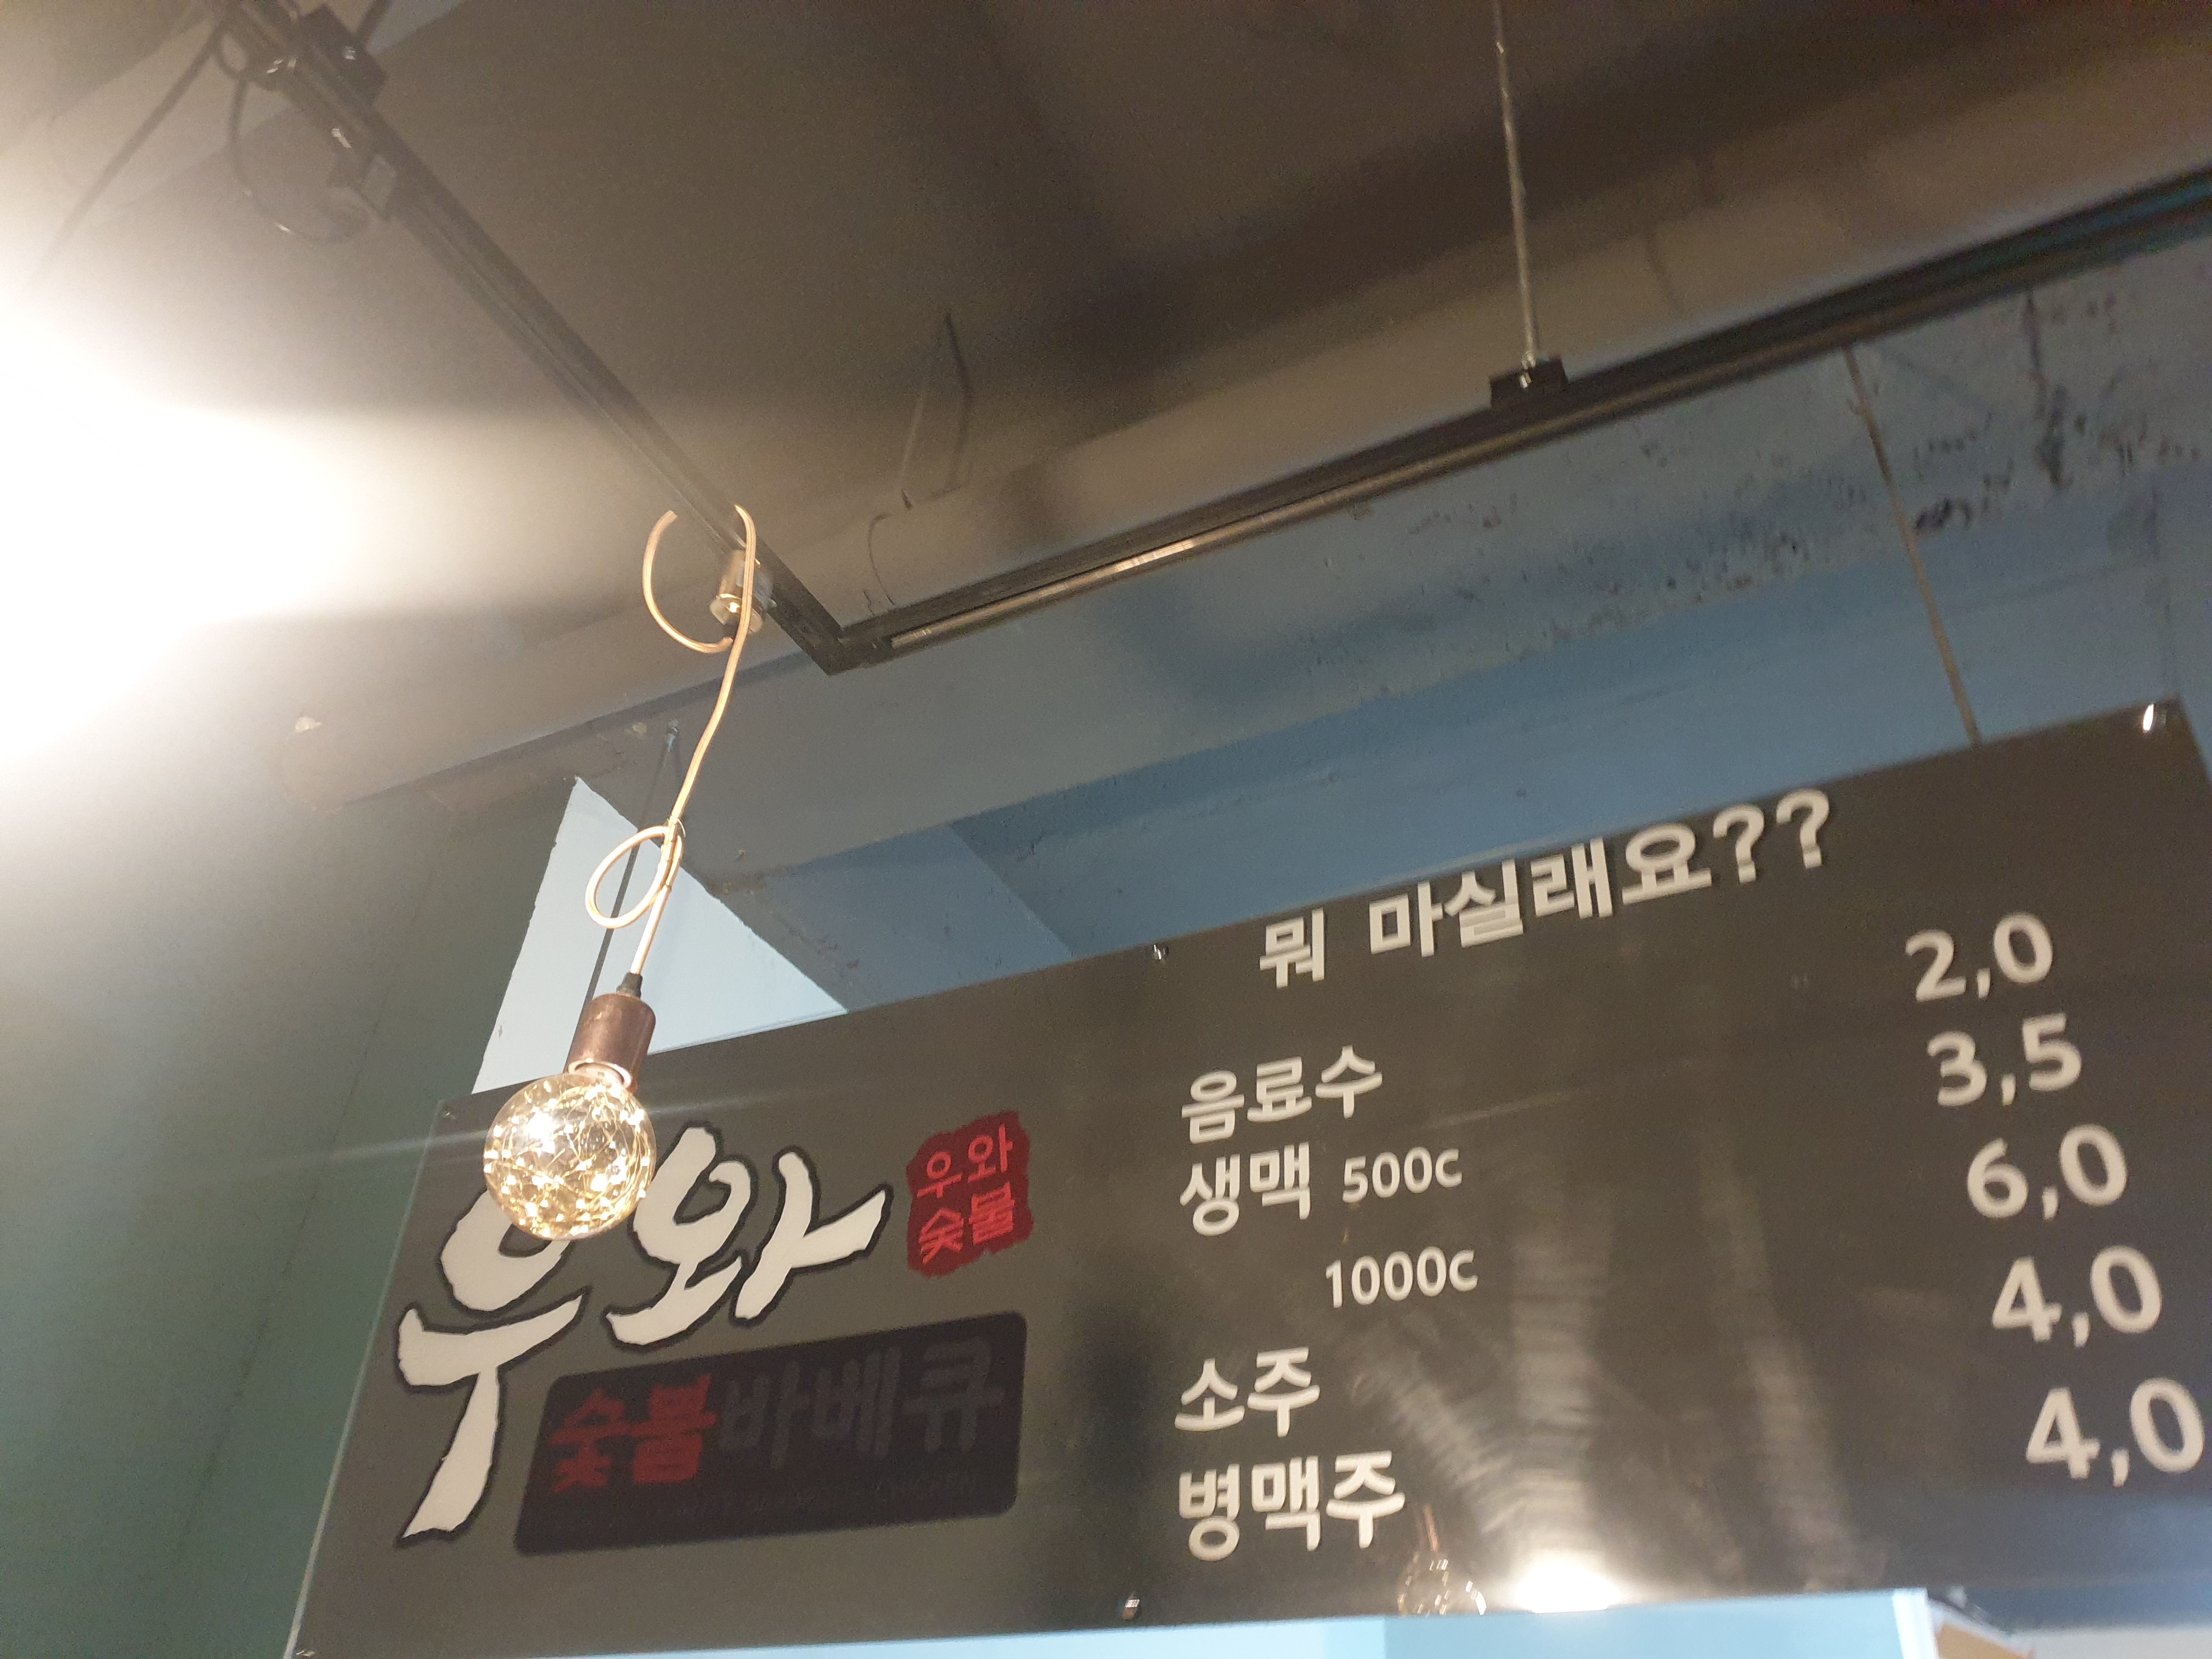 우와
우와
숯불
숯불바베큐
뭐 마실래요??
음료수 2,0
생맥 500c 3,5
1000c 6,0
소주 4,0
병맥주 4,0